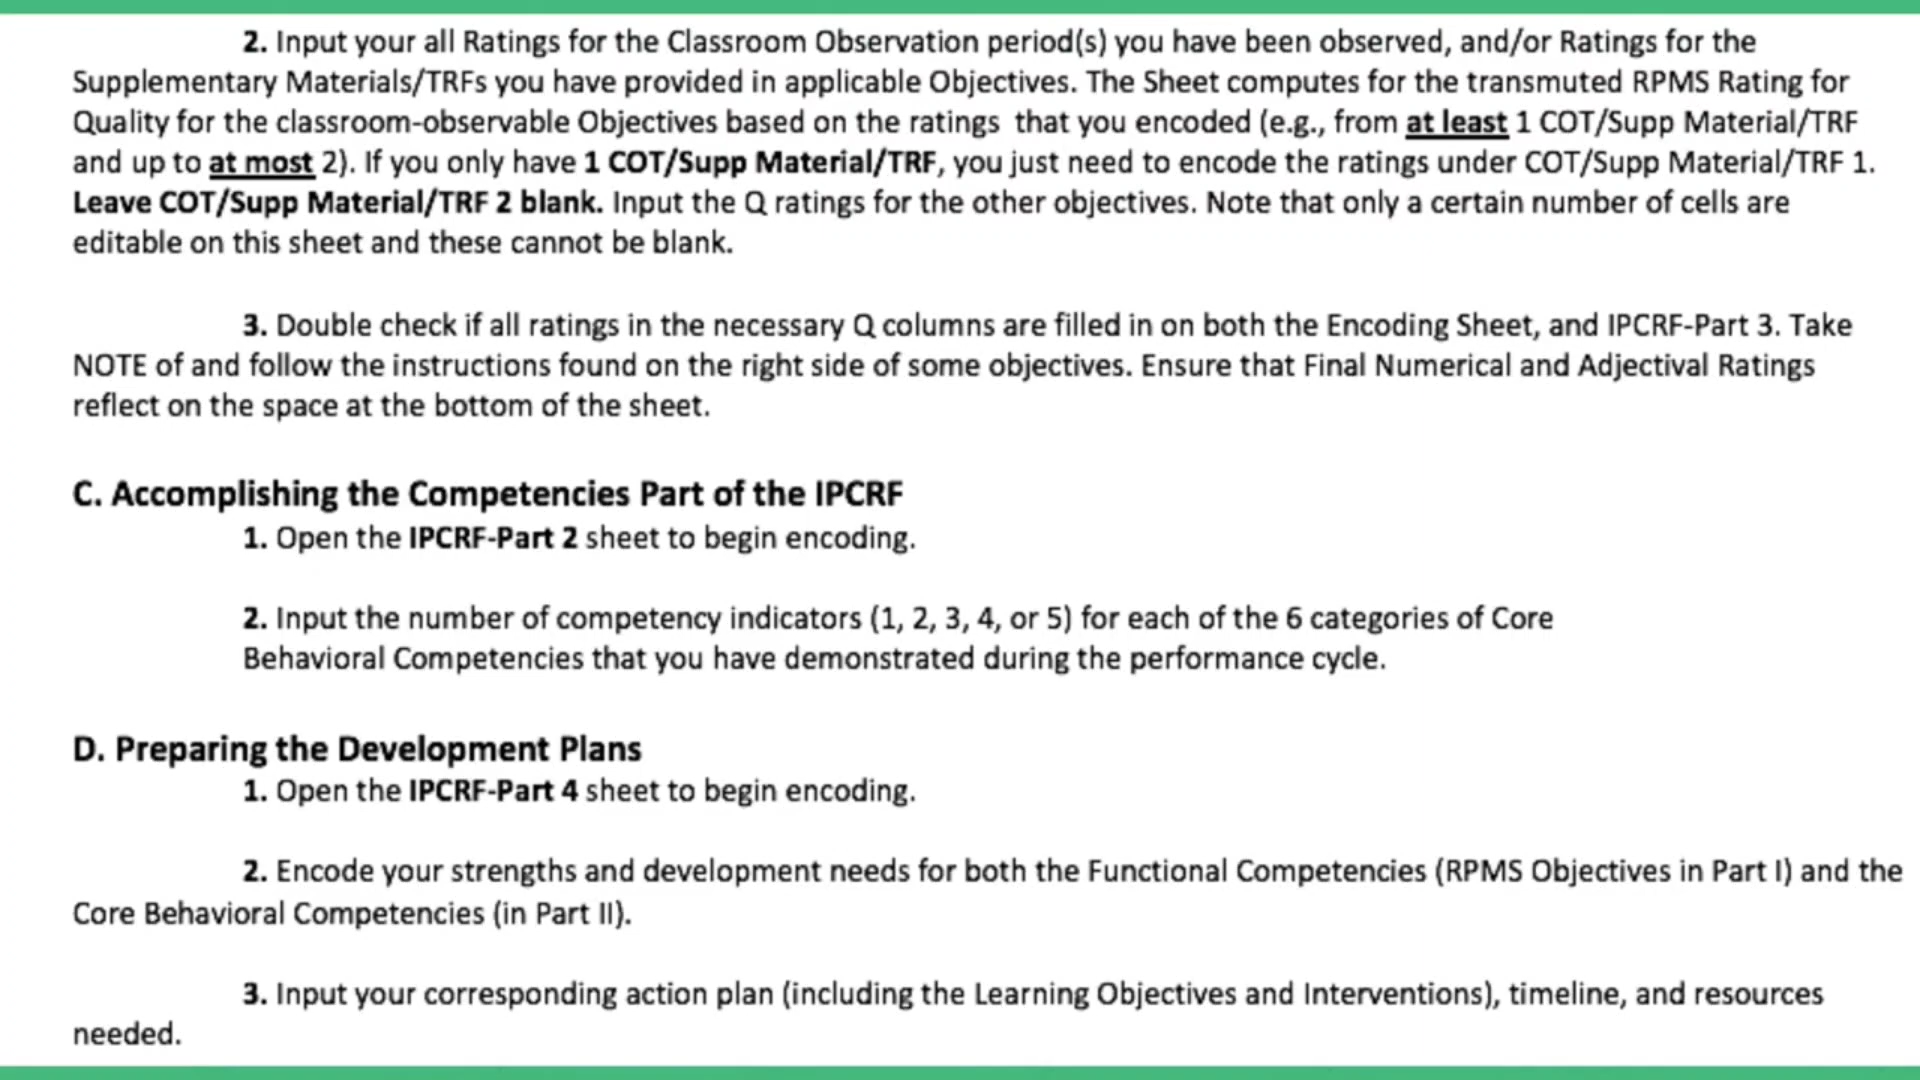 2. Input your all Ratings for the Classroom Observation period(s) you have been observed, and/or Ratings for the
Supplementary Materials/TRFs you have provided in applicable Objectives. The Sheet computes for the transmuted RPMS Rating for
Quality for the classroom-observable Objectives based on the ratings that you encoded (e.g., from at least 1 COT/Supp Material/TRF
and up to at most 2). If you only have 1 COT/Supp Material/TRF, you just need to encode the ratings under COT/Supp Material/TRF 1.
Leave COT/Supp Material/TRF 2 blank. Input the Q ratings for the other objectives. Note that only a certain number of cells are
editable on this sheet and these cannot be blank.
3. Double check if all ratings in the necessary Q columns are filled in on both the Encoding Sheet, and IPCRF-Part 3. Take
NOTE of and follow the instructions found on the right side of some objectives. Ensure that Final Numerical and Adjectival Ratings
reflect on the space at the bottom of the sheet.
C. Accomplishing the Competencies Part of the IPCRF
1. Open the IPCRF-Part 2 sheet to begin encoding.
2. Input the number of competency indicators (1, 2, 3, 4, or 5) for each of the 6 categories of Core
Behavioral Competencies that you have demonstrated during the performance cycle.
D. Preparing the Development Plans
1. Open the IPCRF-Part 4 sheet to begin encoding.
2. Encode your strengths and development needs for both the Functional Competencies (RPMS Objectives in Part I) and the
Core Behavioral Competencies (in Part II).
3. Input your corresponding action plan (including the Learning Objectives and Interventions), timeline, and resources
needed.